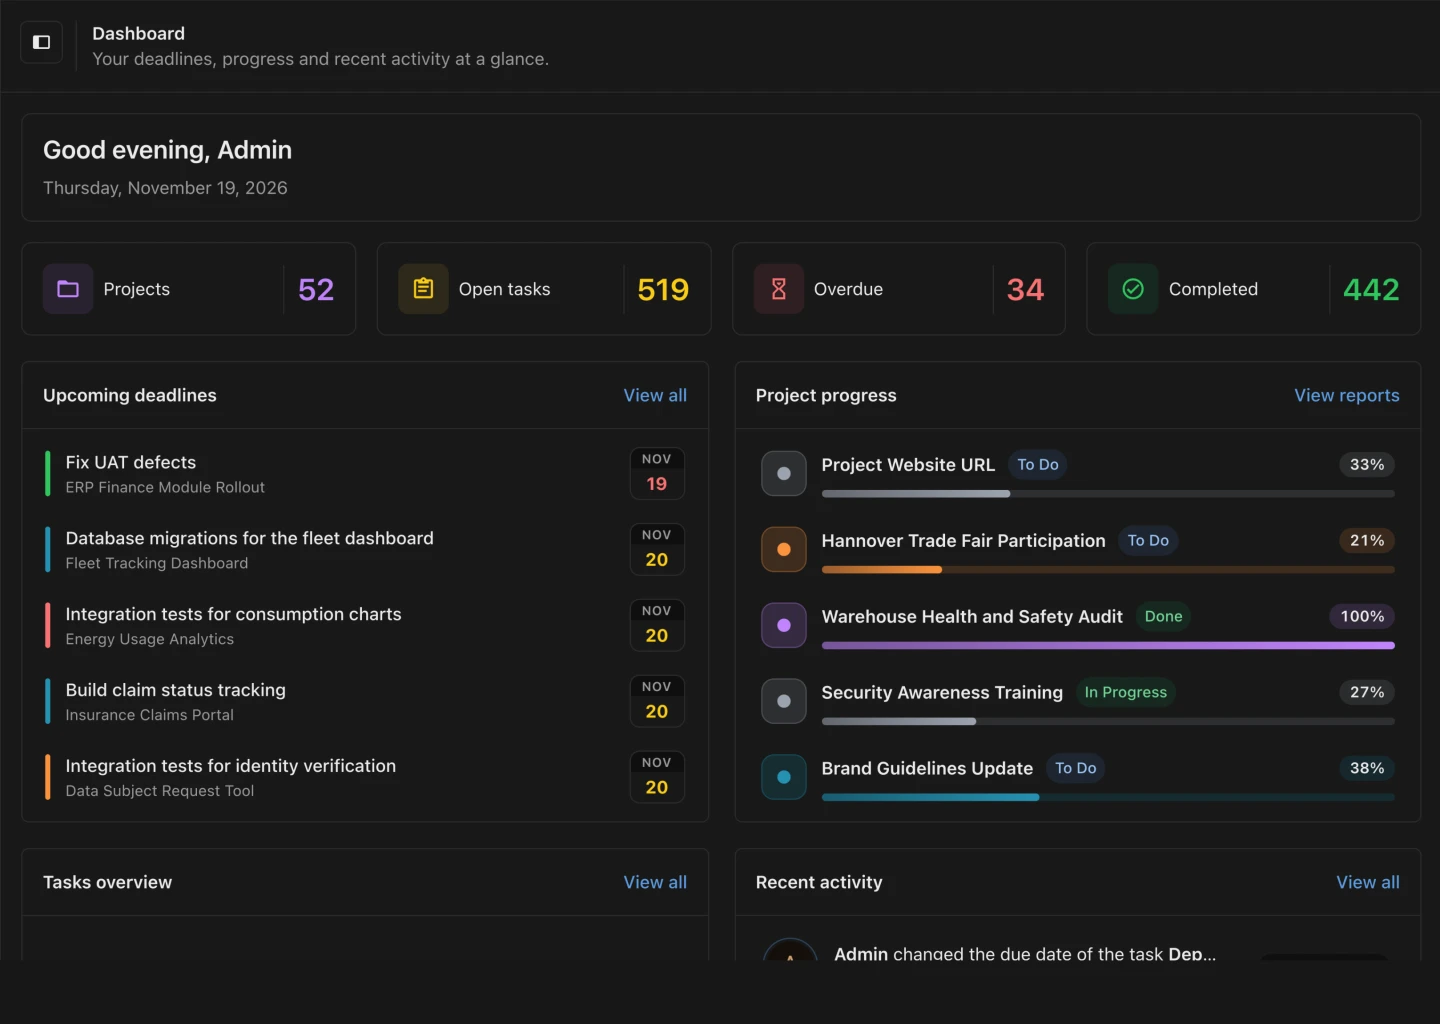 Dashboard
Your deadlines, progress and recent activity at a glance.
Good evening, Admin
Thursday, November 19, 2026
Projects
52
Open tasks
519
Overdue
34
Completed
442
Upcoming deadlines
View all
Fix UAT defects
ERP Finance Module Rollout
NOV
19
Database migrations for the fleet dashboard
Fleet Tracking Dashboard
NOV
20
Integration tests for consumption charts
Energy Usage Analytics
NOV
20
Build claim status tracking
Insurance Claims Portal
NOV
20
Integration tests for identity verification
Data Subject Request Tool
NOV
20
Project progress
View reports
Project Website URL
To Do
33%
Hannover Trade Fair Participation
To Do
21%
Warehouse Health and Safety Audit
Done
100%
Security Awareness Training
In Progress
27%
Brand Guidelines Update
To Do
38%
Tasks overview
View all
Recent activity
View all
Admin changed the due date of the task Dep...